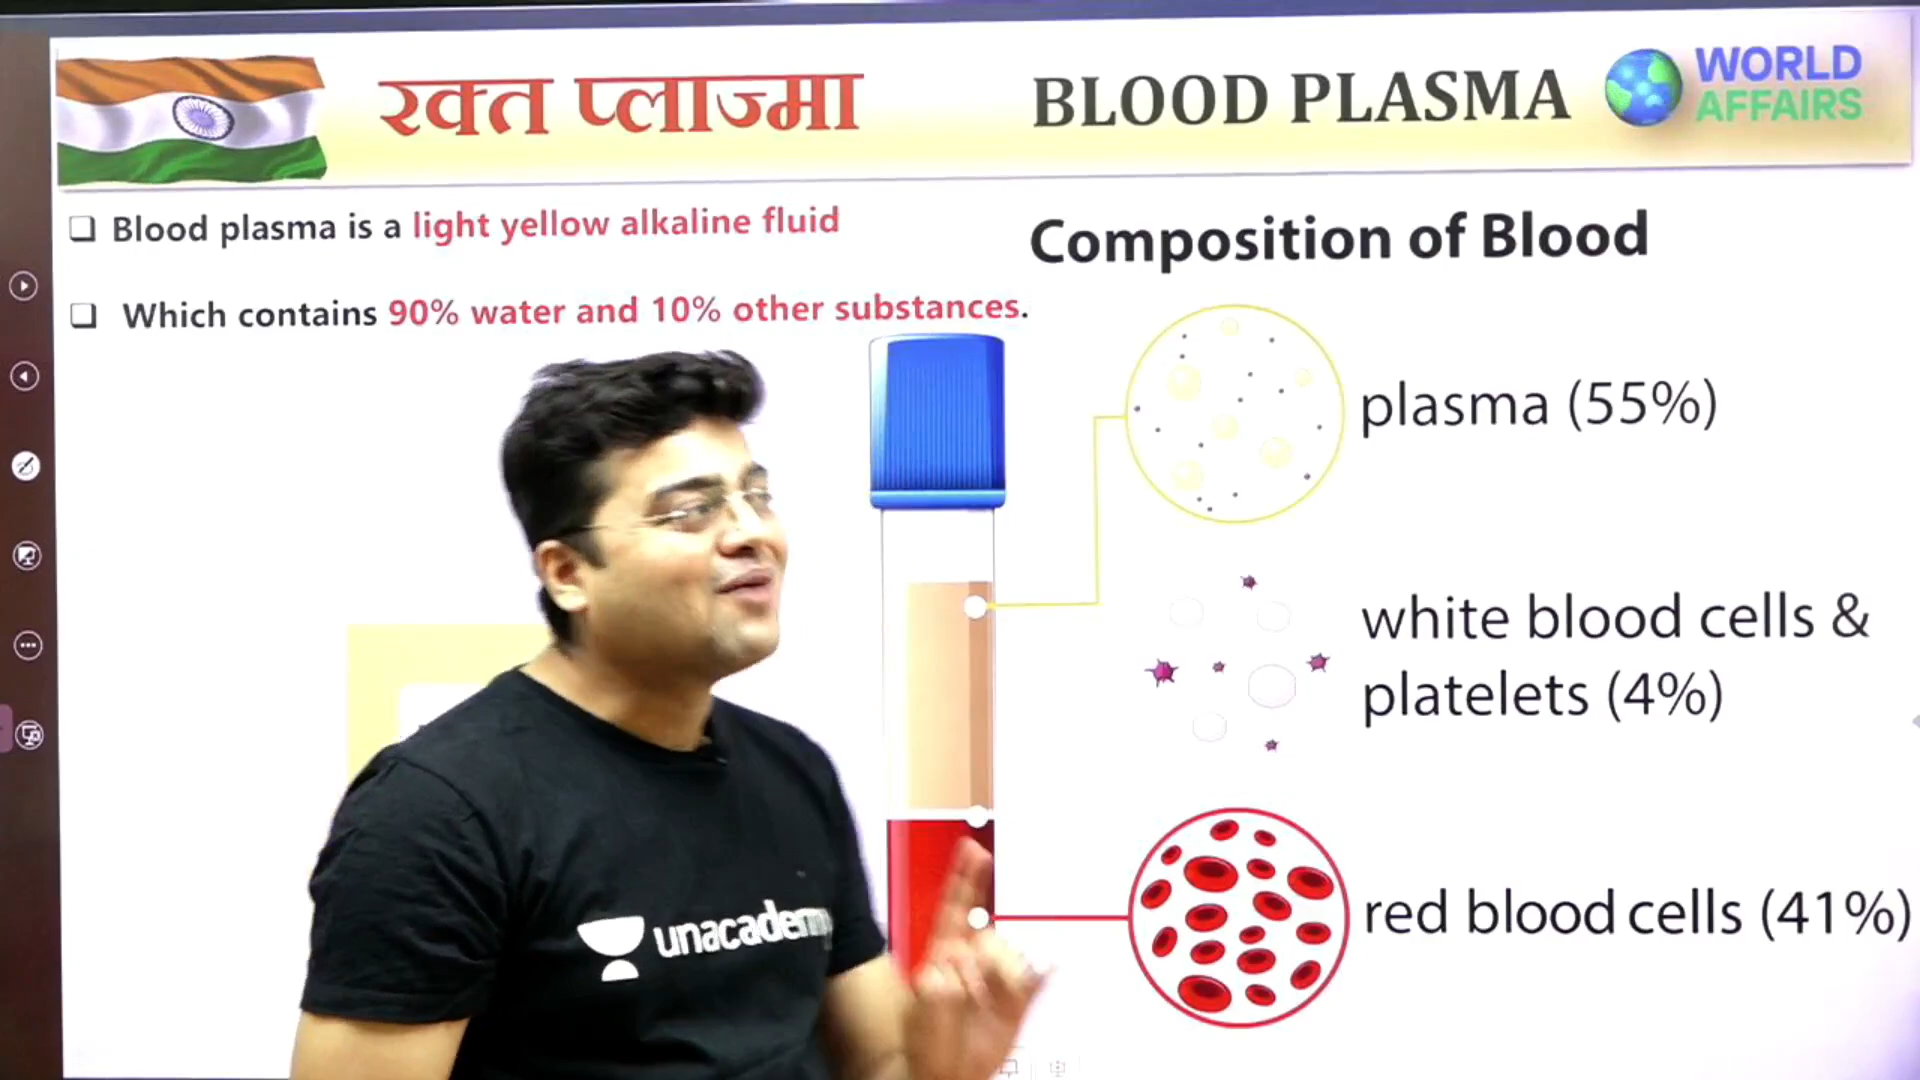 रक्त प्लाज्मा
BLOOD PLASMA
WORLD
AFFAIRS
Blood plasma is a light yellow alkaline fluid
Which contains 90% water and 10% other substances.
Composition of Blood
plasma (55%)
white blood cells &
platelets (4%)
red blood cells (41%)
unacademy